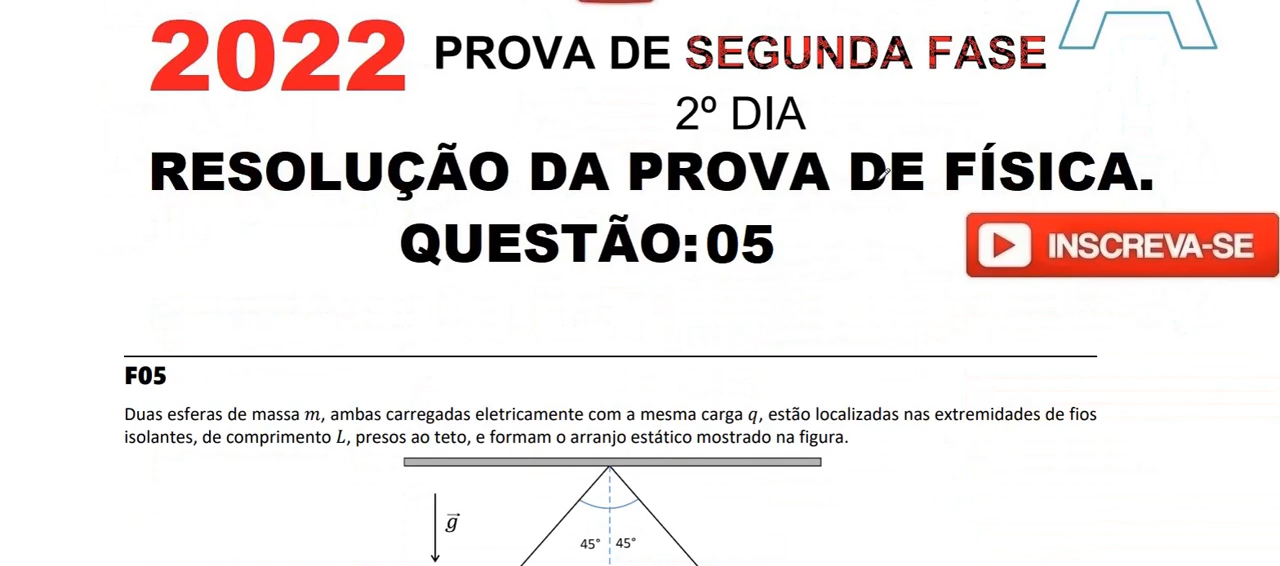 2022 PROVA DE SEGUNDA FASE
2º DIA
RESOLUÇÃO DA PROVA DE FÍSICA.
QUESTÃO:05
INSCREVA-SE
F05
Duas esferas de massa m, ambas carregadas eletricamente com a mesma carga q, estão localizadas nas extremidades de fios
isolantes, de comprimento L, presos ao teto, e formam o arranjo estático mostrado na figura.
g⃗
45° 45°